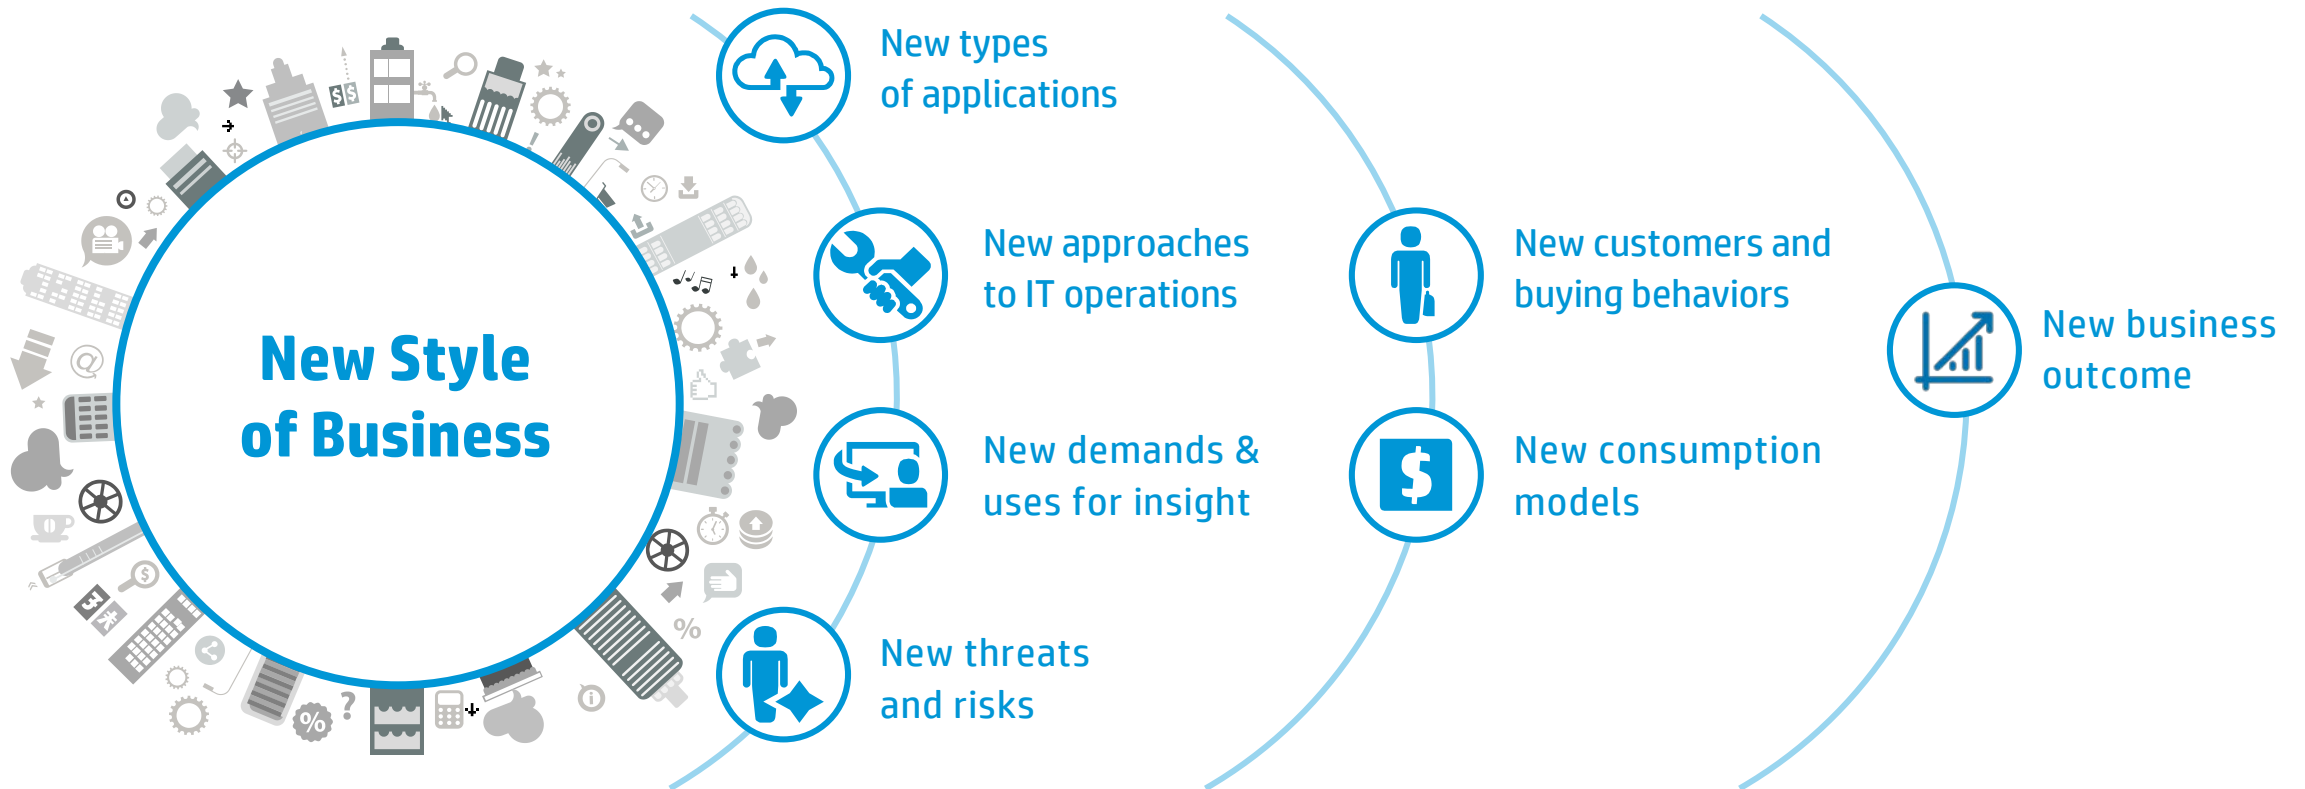 New Style
of Business
New types
of applications
New approaches
to IT operations
New demands &
uses for insight
New threats
and risks
New customers and
buying behaviors
$
New consumption
models
New business
outcome
$ $
@
$
3 *
%
?
%
i